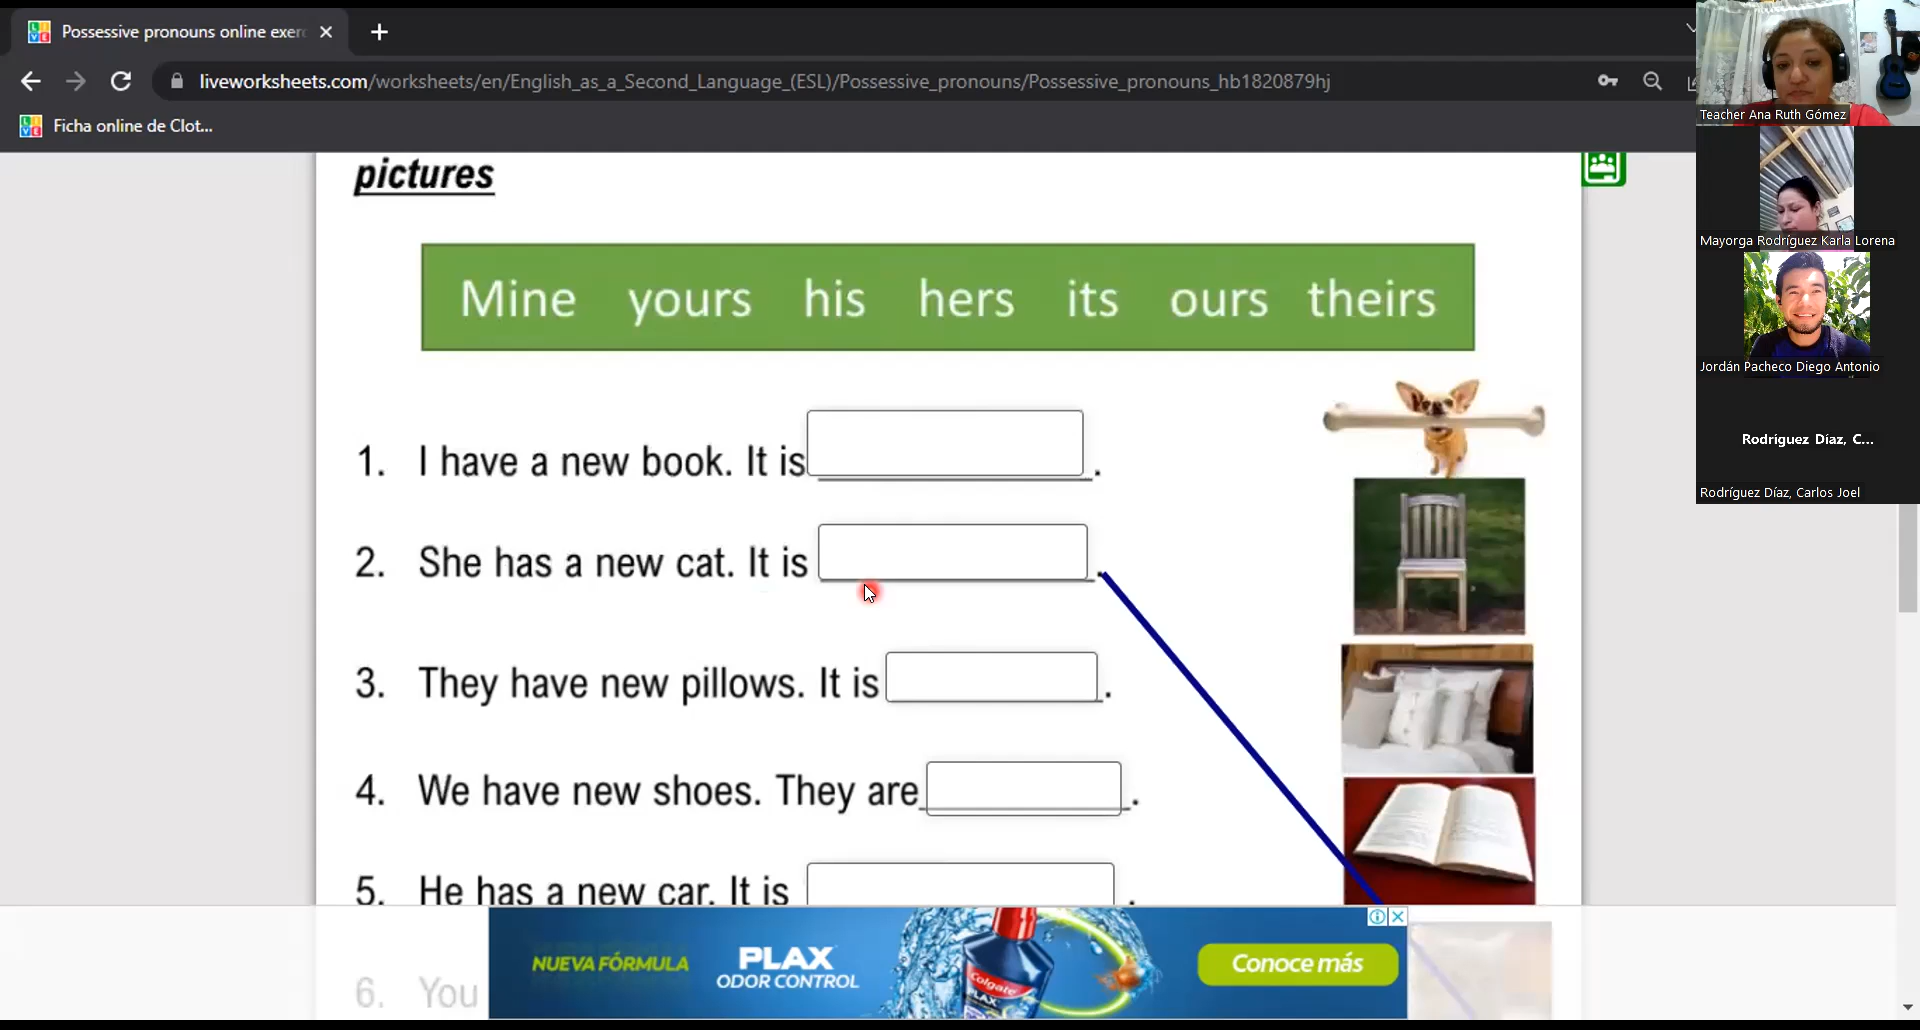 Possessive pronouns online exer
liveworksheets.com/worksheets/en/English_as_a_Second_Language_(ESL)/Possessive_pronouns/Possessive_pronouns_hb1820879hj
LIVE Ficha online de Clot...
pictures
Mine yours his hers its ours theirs
1. I have a new book. It is .
2. She has a new cat. It is .
3. They have new pillows. It is .
4. We have new shoes. They are .
5. He has a new car. It is .
6. You
NUEVA FÓRMULA
PLAX
ODOR CONTROL
Colgate
PLAX
Conoce más
Teacher Ana Ruth Gómez
Mayorga Rodríguez Karla Lorena
Jordán Pacheco Diego Antonio
Rodríguez Díaz, C...
Rodríguez Díaz, Carlos Joel